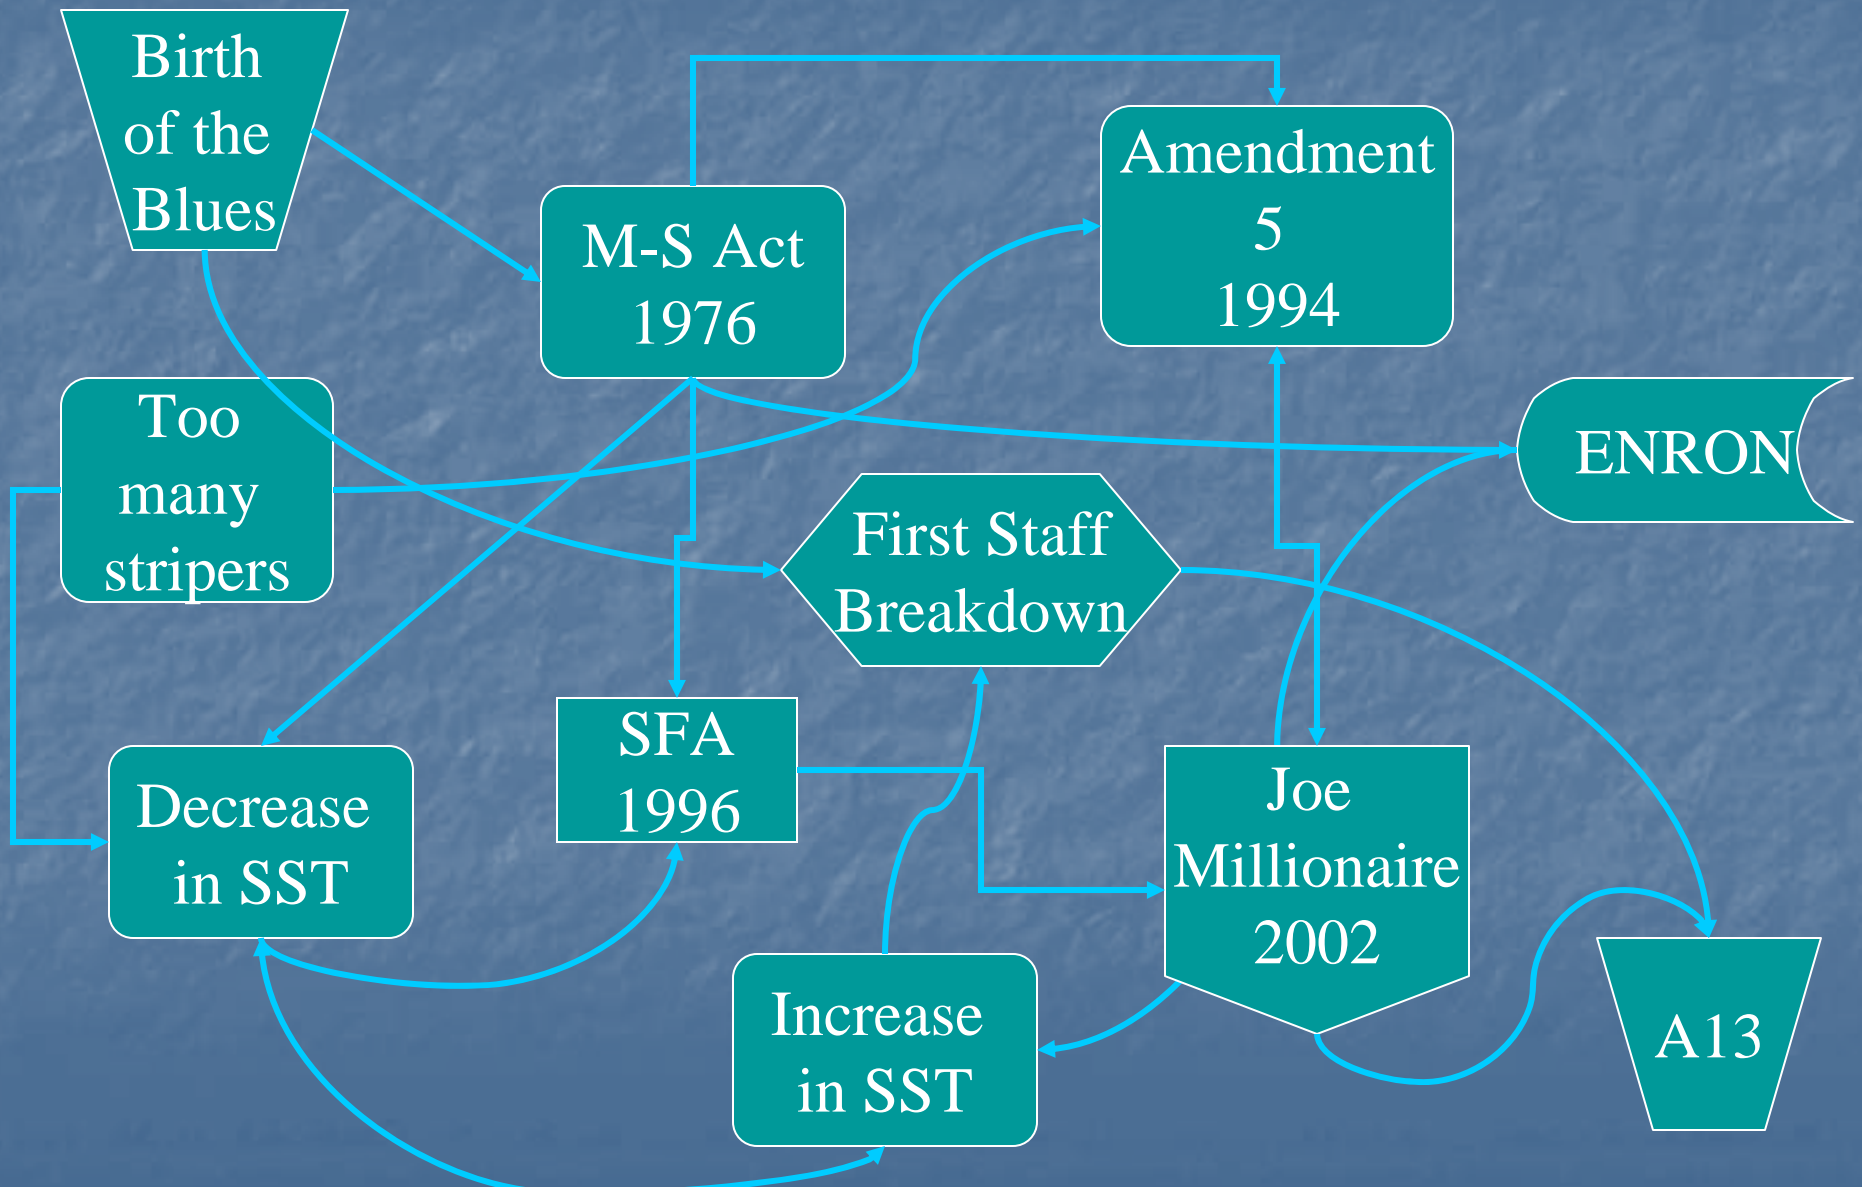 Birth
of the
Blues
M-S Act
1976
Amendment
5
1994
Too
many
stripers
ENRON
First Staff
Breakdown
SFA
1996
Decrease
in SST
Joe
Millionaire
2002
Increase
in SST
A13